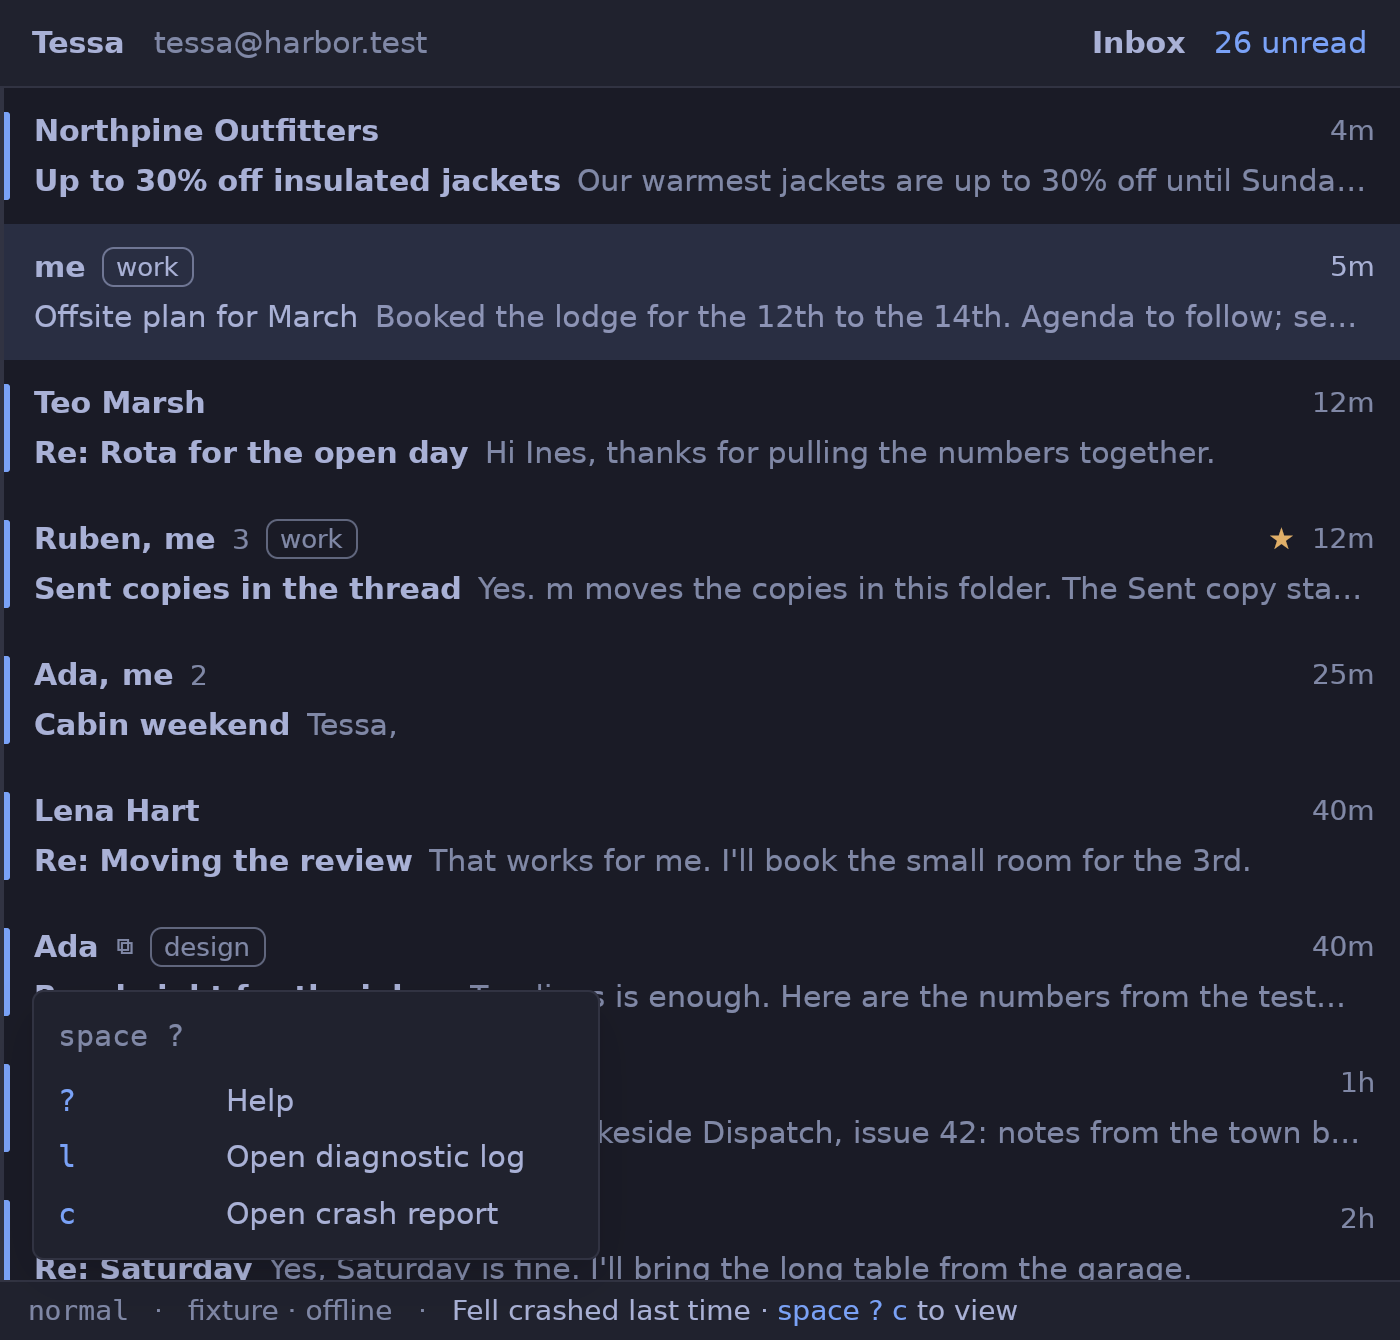 Tessa tessa@harbor.test Inbox 26 unread
Northpine Outfitters 4m
Up to 30% off insulated jackets Our warmest jackets are up to 30% off until Sunda…
me work 5m
Offsite plan for March Booked the lodge for the 12th to the 14th. Agenda to follow; se…
Teo Marsh 12m
Re: Rota for the open day Hi Ines, thanks for pulling the numbers together.
Ruben, me 3 work ★ 12m
Sent copies in the thread Yes. m moves the copies in this folder. The Sent copy sta…
Ada, me 2 25m
Cabin weekend Tessa,
Lena Hart 40m
Re: Moving the review That works for me. I'll book the small room for the 3rd.
Ada design 40m
is enough. Here are the numbers from the test…
space ?
? Help
l Open diagnostic log
c Open crash report
1h
Dispatch, issue 42: notes from the town b…
2h
Re: Saturday Yes, Saturday is fine. I'll bring the long table from the garage.
normal · fixture · offline · Fell crashed last time · space ? c to view